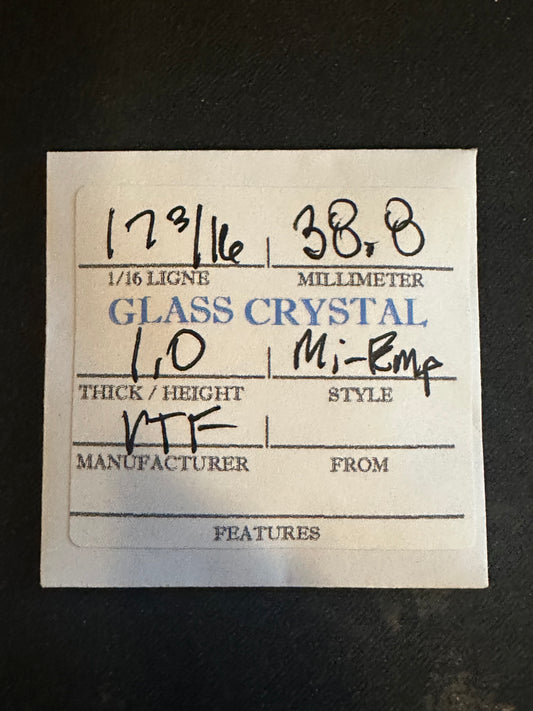 17 3/16 38.8
1/16 LIGNE MILLIMETER
GLASS CRYSTAL
1.0 Mi-Emp
THICK / HEIGHT STYLE
VTF
MANUFACTURER FROM
FEATURES